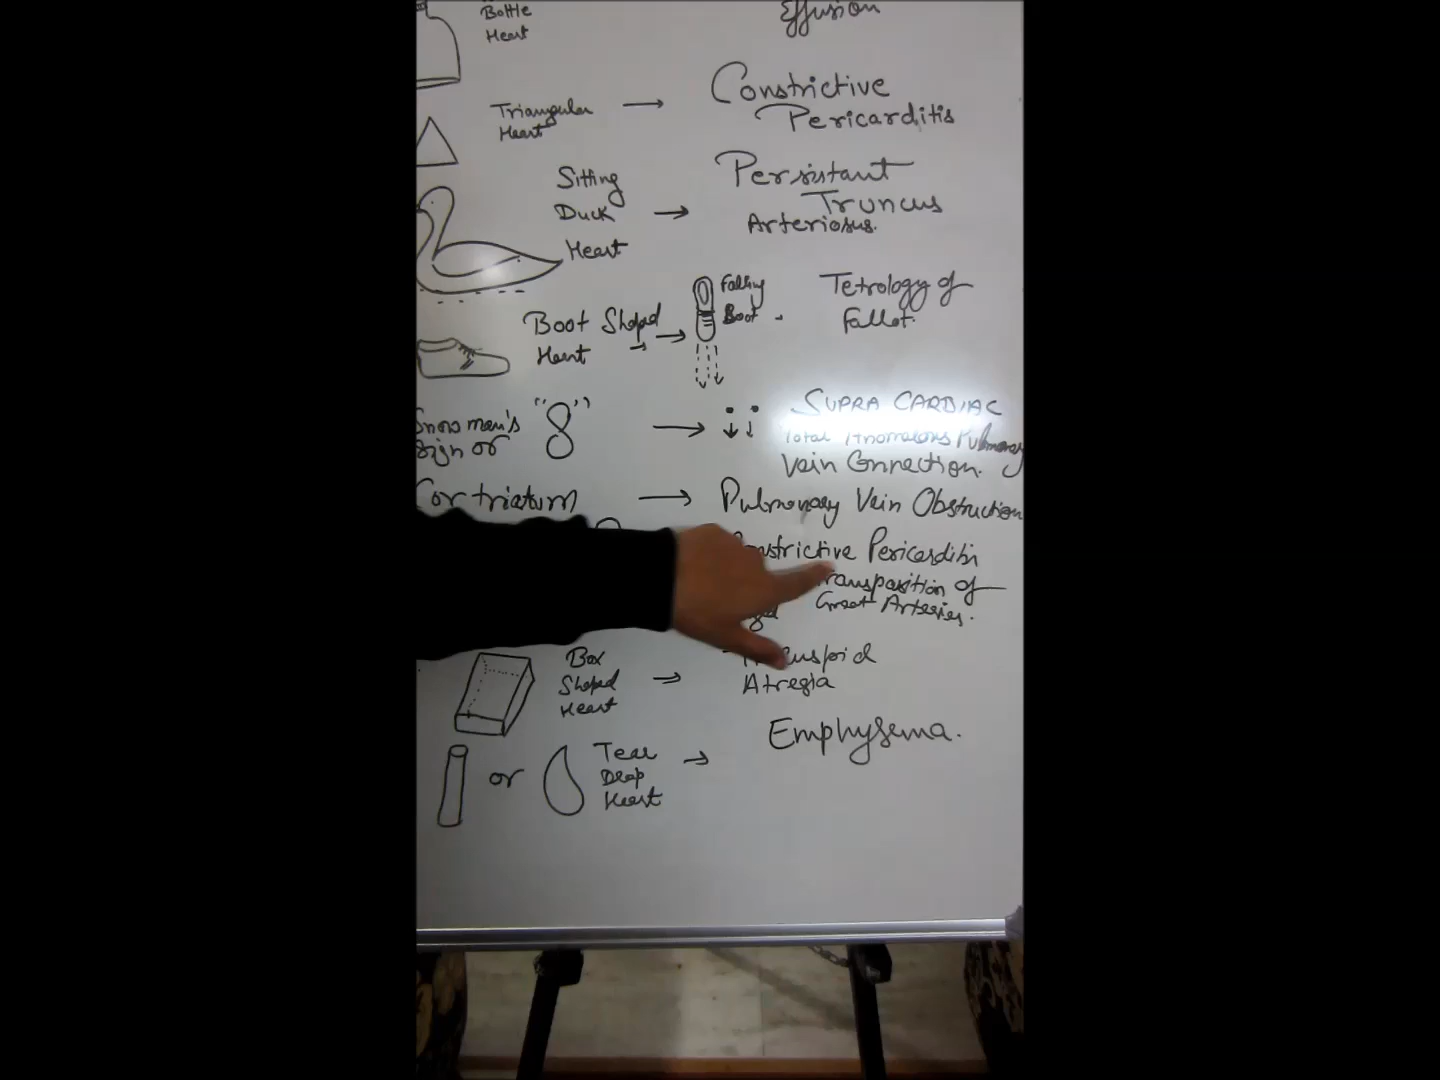 Bottle
Heart
Effusion
Triangular
Heart
Constrictive
Pericarditis
Sitting
Duck
Heart
Persistant
Truncus
Arteriosus.
Boot Shaped
Heart
Falling
Boot
Tetrology of
Fallot.
Snow man's
Sign or "8"
SUPRA CARDIAC
Total Anomalous Pulmonary
Vein Connection.
Cor triatum
Pulmonary Vein Obstruction
Constrictive Pericarditis
Transposition of
Great Arteries.
Box
Shaped
Heart
Atresia
or
Tear
Drop
Heart
Emphysema.